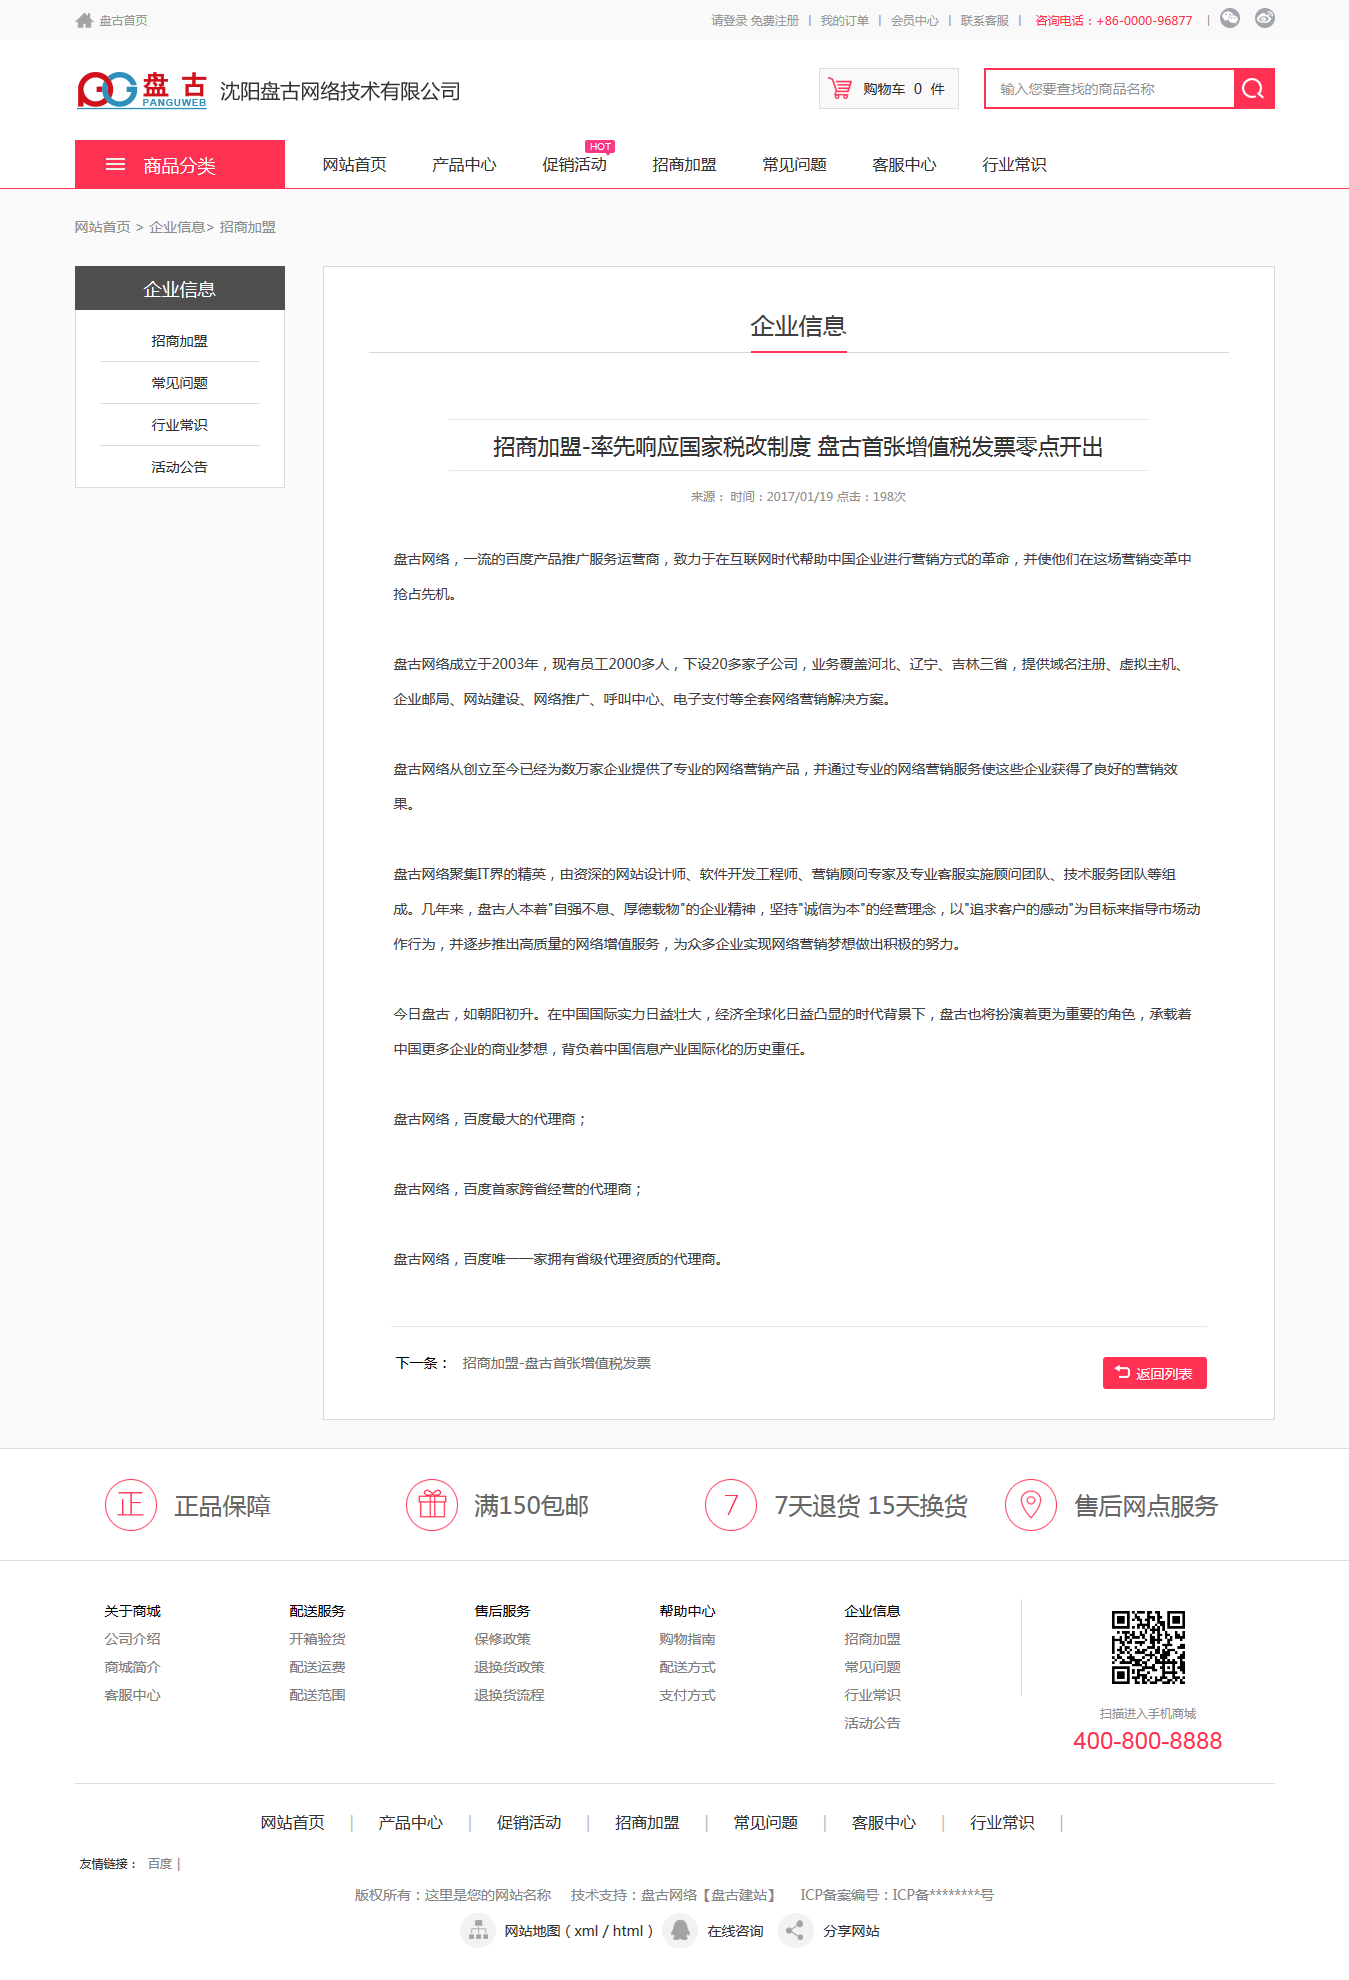 盘古首页
请登录 免费注册 | 我的订单 | 会员中心 | 联系客服 | 咨询电话：+86-0000-96877 |
盘古
PANGUWEB
沈阳盘古网络技术有限公司
购物车 0 件
输入您要查找的商品名称
商品分类
网站首页 产品中心 促销活动 HOT 招商加盟 常见问题 客服中心 行业常识
网站首页 > 企业信息> 招商加盟
企业信息
招商加盟
常见问题
行业常识
活动公告
企业信息
招商加盟-率先响应国家税改制度 盘古首张增值税发票零点开出
来源： 时间：2017/01/19 点击：198次
盘古网络，一流的百度产品推广服务运营商，致力于在互联网时代帮助中国企业进行营销方式的革命，并使他们在这场营销变革中
抢占先机。
盘古网络成立于2003年，现有员工2000多人，下设20多家子公司，业务覆盖河北、辽宁、吉林三省，提供域名注册、虚拟主机、
企业邮局、网站建设、网络推广、呼叫中心、电子支付等全套网络营销解决方案。
盘古网络从创立至今已经为数万家企业提供了专业的网络营销产品，并通过专业的网络营销服务使这些企业获得了良好的营销效
果。
盘古网络聚集IT界的精英，由资深的网站设计师、软件开发工程师、营销顾问专家及专业客服实施顾问团队、技术服务团队等组
成。几年来，盘古人本着"自强不息、厚德载物"的企业精神，坚持"诚信为本"的经营理念，以"追求客户的感动"为目标来指导市场动
作行为，并逐步推出高质量的网络增值服务，为众多企业实现网络营销梦想做出积极的努力。
今日盘古，如朝阳初升。在中国国际实力日益壮大，经济全球化日益凸显的时代背景下，盘古也将扮演着更为重要的角色，承载着
中国更多企业的商业梦想，背负着中国信息产业国际化的历史重任。
盘古网络，百度最大的代理商；
盘古网络，百度首家跨省经营的代理商；
盘古网络，百度唯一一家拥有省级代理资质的代理商。
下一条： 招商加盟-盘古首张增值税发票
返回列表
正 正品保障
满150包邮
7 7天退货 15天换货
售后网点服务
关于商城
公司介绍
商城简介
客服中心
配送服务
开箱验货
配送运费
配送范围
售后服务
保修政策
退换货政策
退换货流程
帮助中心
购物指南
配送方式
支付方式
企业信息
招商加盟
常见问题
行业常识
活动公告
扫描进入手机商城
400-800-8888
网站首页 | 产品中心 | 促销活动 | 招商加盟 | 常见问题 | 客服中心 | 行业常识 |
友情链接： 百度 |
版权所有：这里是您的网站名称 技术支持：盘古网络【盘古建站】 ICP备案编号：ICP备********号
网站地图（xml / html） 在线咨询 分享网站